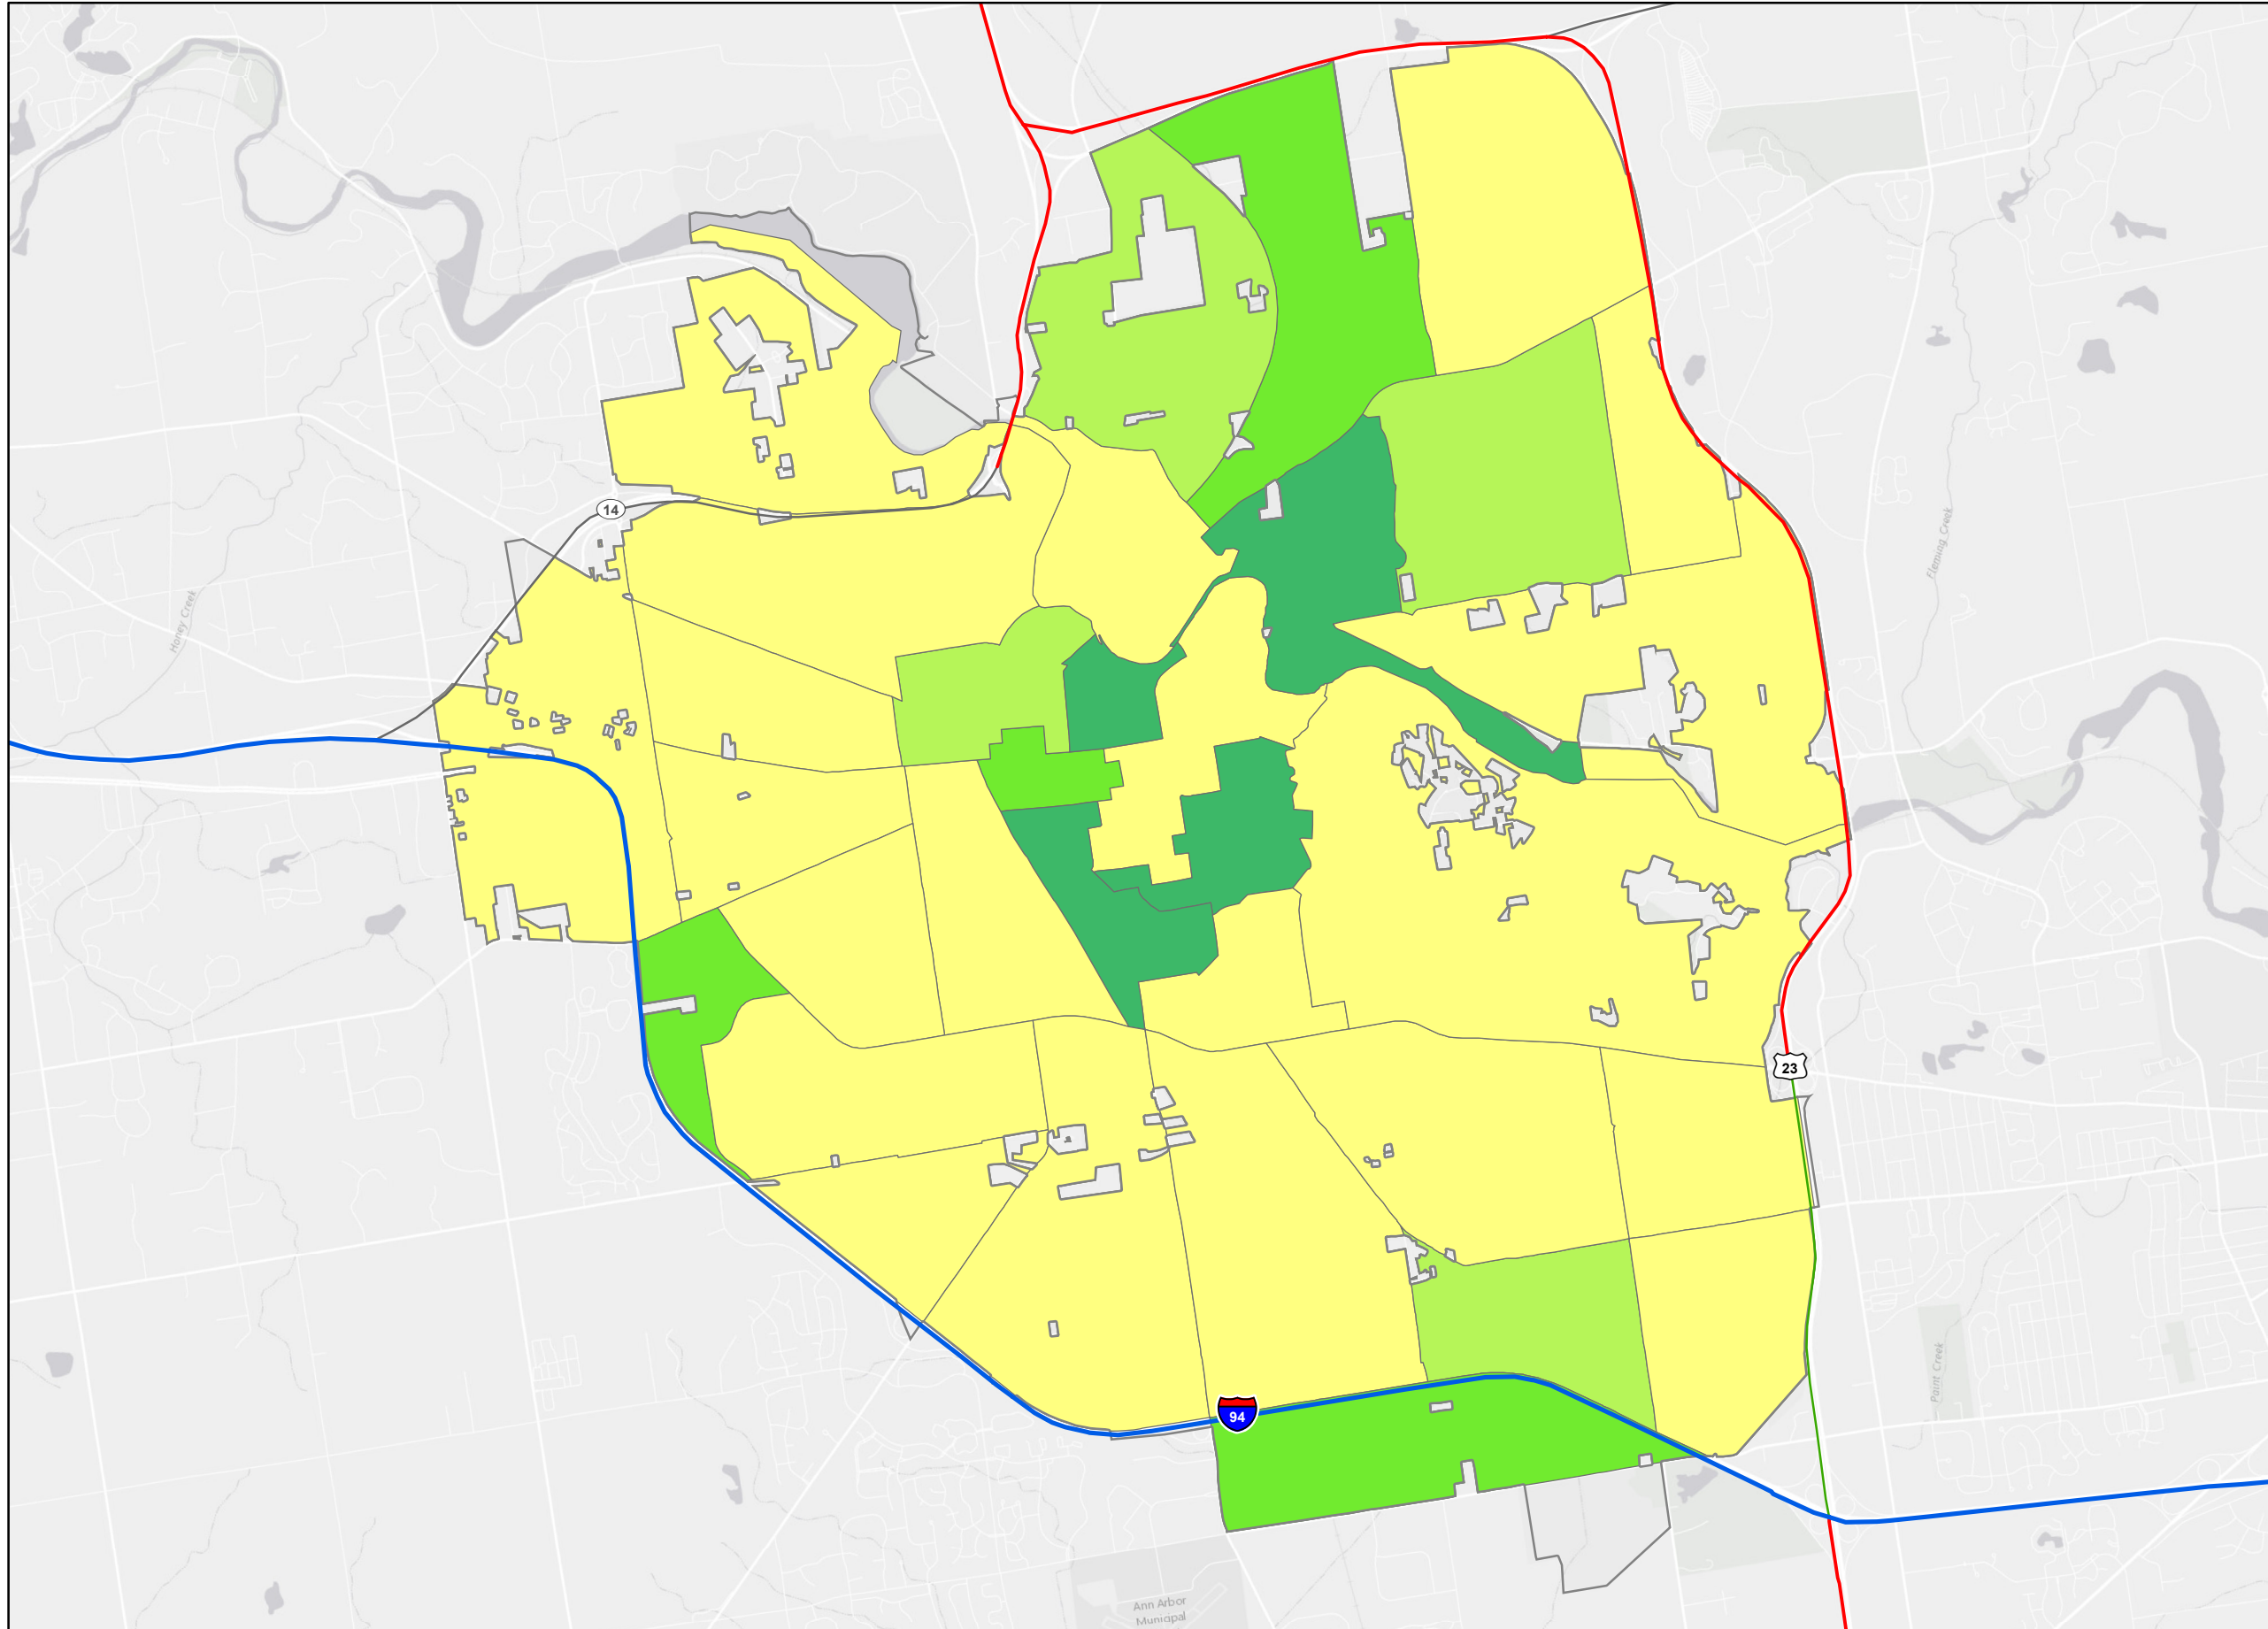 14
Honey Creek
Fleming Creek
23
94
Paint Creek
Ann Arbor
Municipal